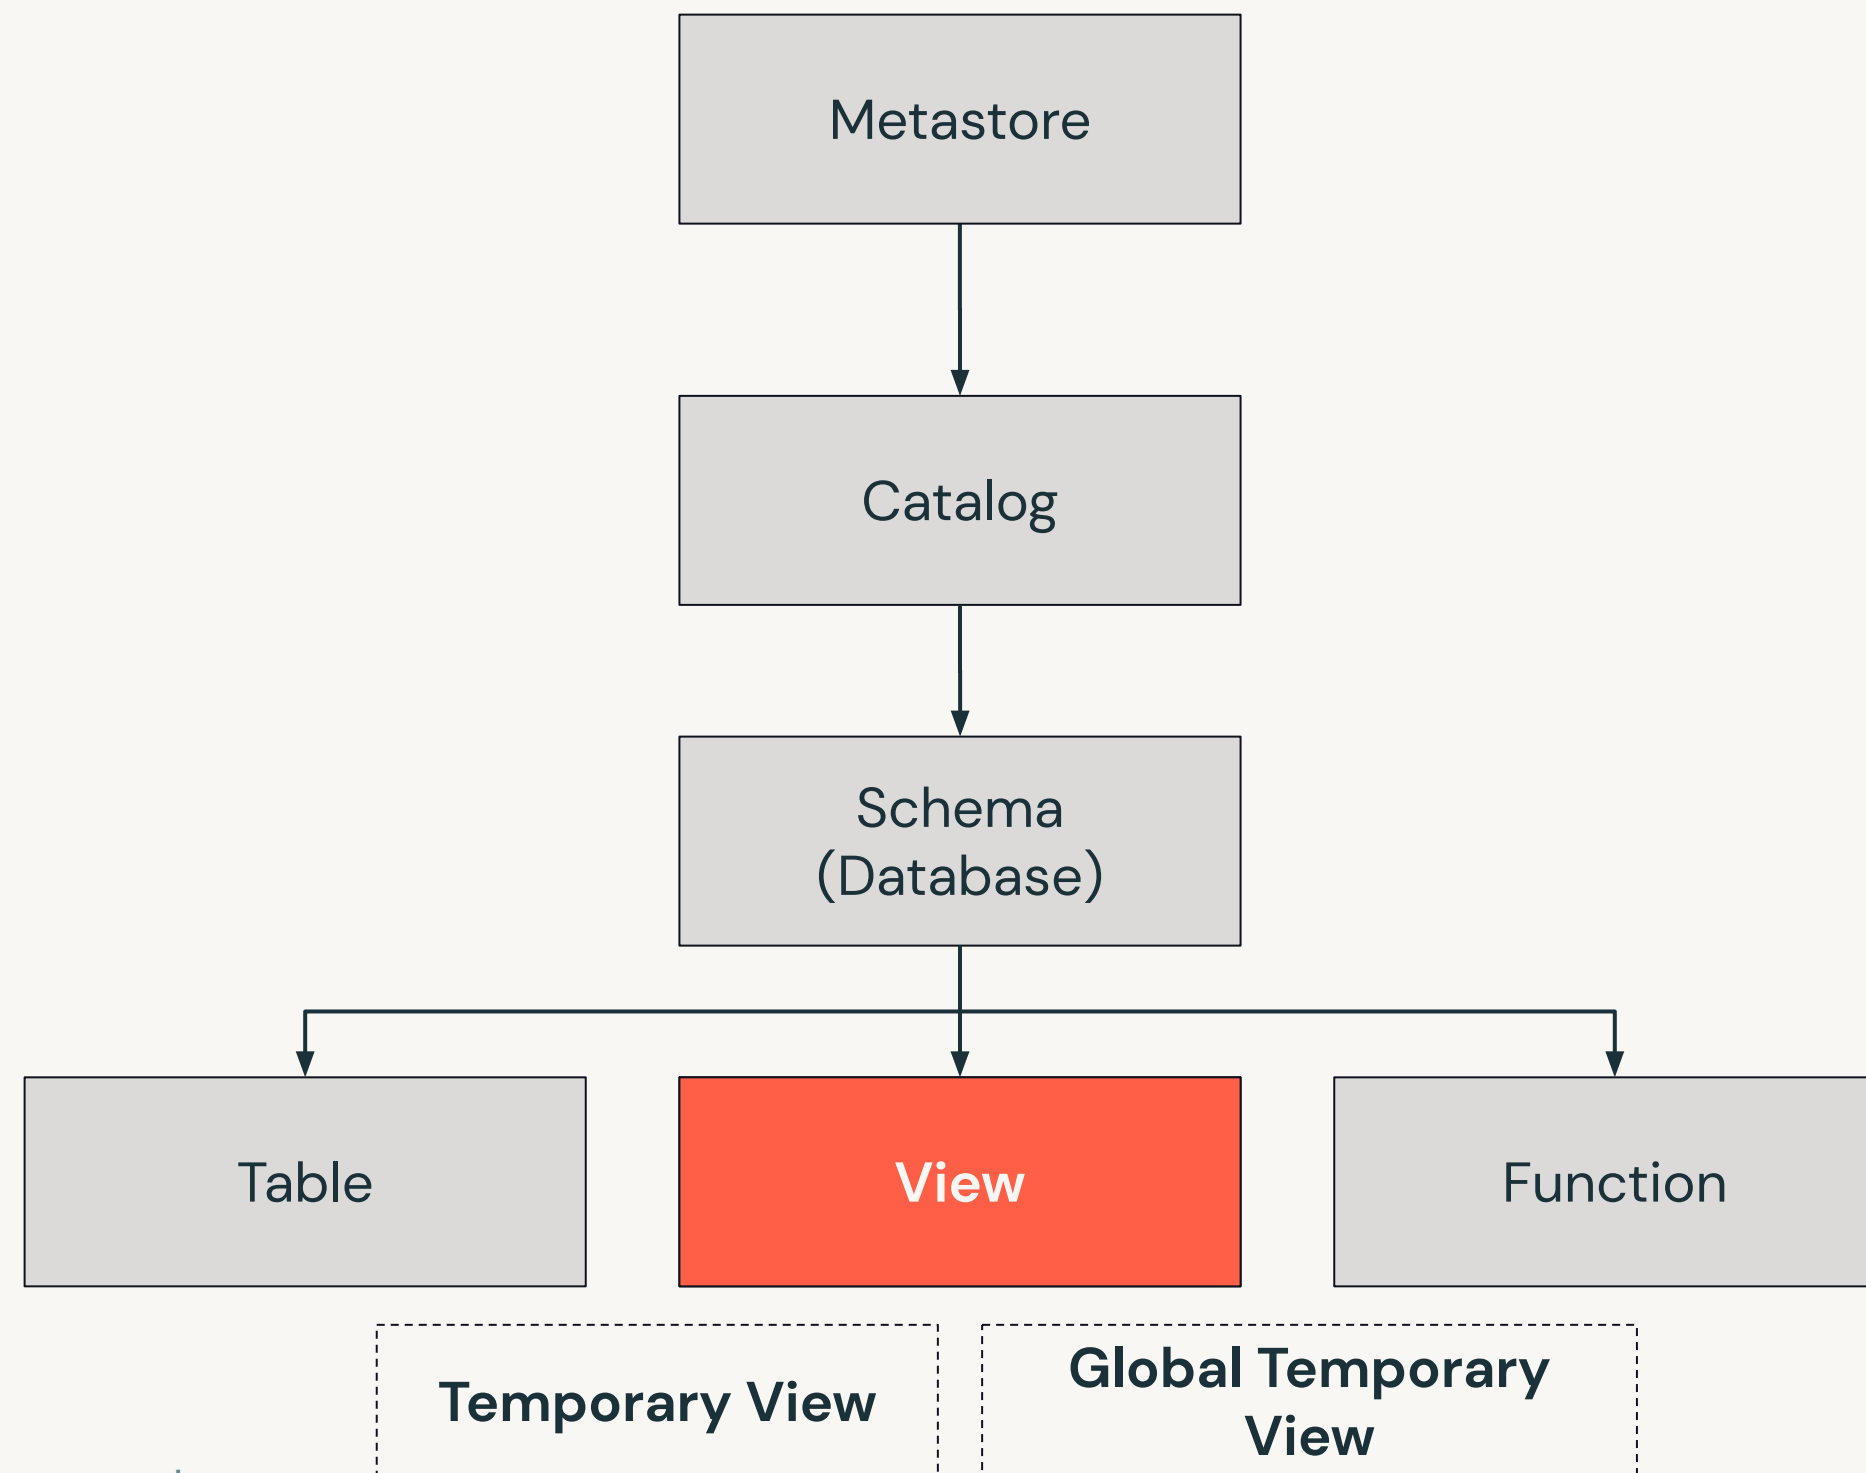 Metastore
Catalog
Schema
(Database)
Table
View
Function
Temporary View
Global Temporary
View